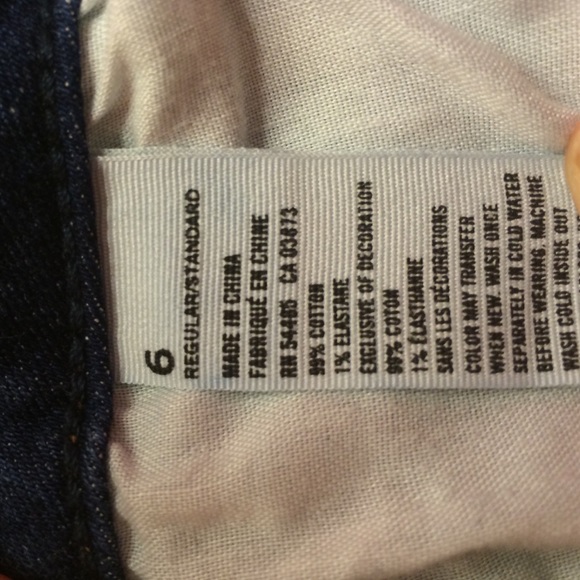 6
REGULAR/STANDARD
MADE IN CHINA
FABRIQUÉ EN CHINE
RN 54485 CA 03873
99% COTTON
1% ELASTANE
EXCLUSIVE OF DECORATION
99% COTON
1% ÉLASTHANNE
SANS LES DÉCORATIONS
COLOR MAY TRANSFER
WHEN NEW. WASH ONCE
SEPARATELY IN COLD WATER
BEFORE WEARING. MACHINE
WASH COLD INSIDE OUT